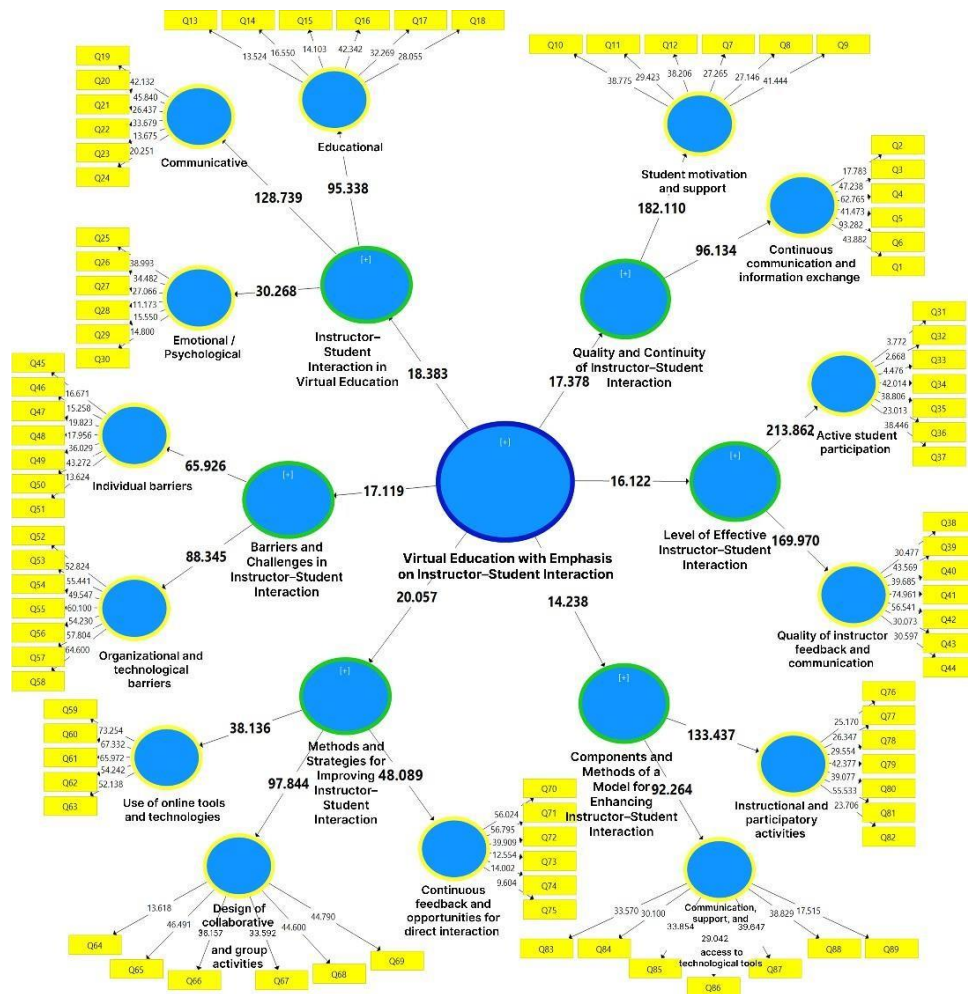 Q13 Q14 Q15 Q16 Q17 Q18
13.524 16.550 14.103 42.342 32.269 28.055
Educational
95.338
Q19
Q20
Q21
Q22
Q23
Q24
42.132
45.840
26.437
33.679
13.675
20.251
Communicative
128.739
Q25
Q26
Q27
Q28
Q29
Q30
38.993
34.482
27.066
11.173
15.550
14.800
Emotional /
Psychological
30.268
[+]
Instructor–
Student
Interaction in
Virtual Education
18.383
Q10 Q11 Q12 Q7 Q8 Q9
38.775 29.423 38.206 27.265 27.146 41.444
Student motivation
and support
182.110
Q2
Q3
Q4
Q5
Q6
Q1
17.783
47.238
62.765
41.473
93.282
43.882
Continuous
communication and
information exchange
96.134
[+]
Quality and Continuity
of Instructor–Student
Interaction
17.378
Q31
Q32
Q33
Q34
Q35
Q36
Q37
3.772
2.668
4.476
42.014
38.806
23.013
38.446
Active student
participation
213.862
[+]
Level of Effective
Instructor–Student
Interaction
16.122
169.970
Q38
Q39
Q40
Q41
Q42
Q43
Q44
30.477
43.569
39.685
74.961
56.541
30.073
30.597
Quality of instructor
feedback and
communication
Q45
Q46
Q47
Q48
Q49
Q50
Q51
16.671
15.258
19.823
17.956
36.029
43.272
13.624
Individual barriers
65.926
[+]
Barriers and
Challenges in
Instructor–Student
Interaction
17.119
88.345
Q52
Q53
Q54
Q55
Q56
Q57
Q58
52.824
55.441
49.547
60.100
54.230
57.804
64.600
Organizational and
technological
barriers
[+]
Virtual Education with Emphasis
on Instructor–Student Interaction
20.057
14.238
Q59
Q60
Q61
Q62
Q63
73.254
67.332
65.972
54.242
52.138
Use of online tools
and technologies
38.136
[+]
Methods and
Strategies for
Improving
Instructor–
Student
Interaction
97.844
48.089
Q70
Q71
Q72
Q73
Q74
Q75
56.024
56.795
39.909
12.554
14.002
9.604
Continuous
feedback and
opportunities for
direct interaction
13.618
46.491
38.157
33.592
44.600
44.790
Design of
collaborative
and group
activities
Q64
Q65
Q66
Q67
Q68
Q69
[+]
Components and
Methods of a
Model for
Enhancing
Instructor–Student
Interaction
133.437
92.264
Q76
Q77
Q78
Q79
Q80
Q81
Q82
25.170
26.347
29.554
42.377
39.077
55.533
23.706
Instructional and
participatory
activities
33.570
30.100
33.854
29.042
39.647
38.829
17.515
Communication,
support, and
access to
technological tools
Q83
Q84
Q85
Q86
Q87
Q88
Q89